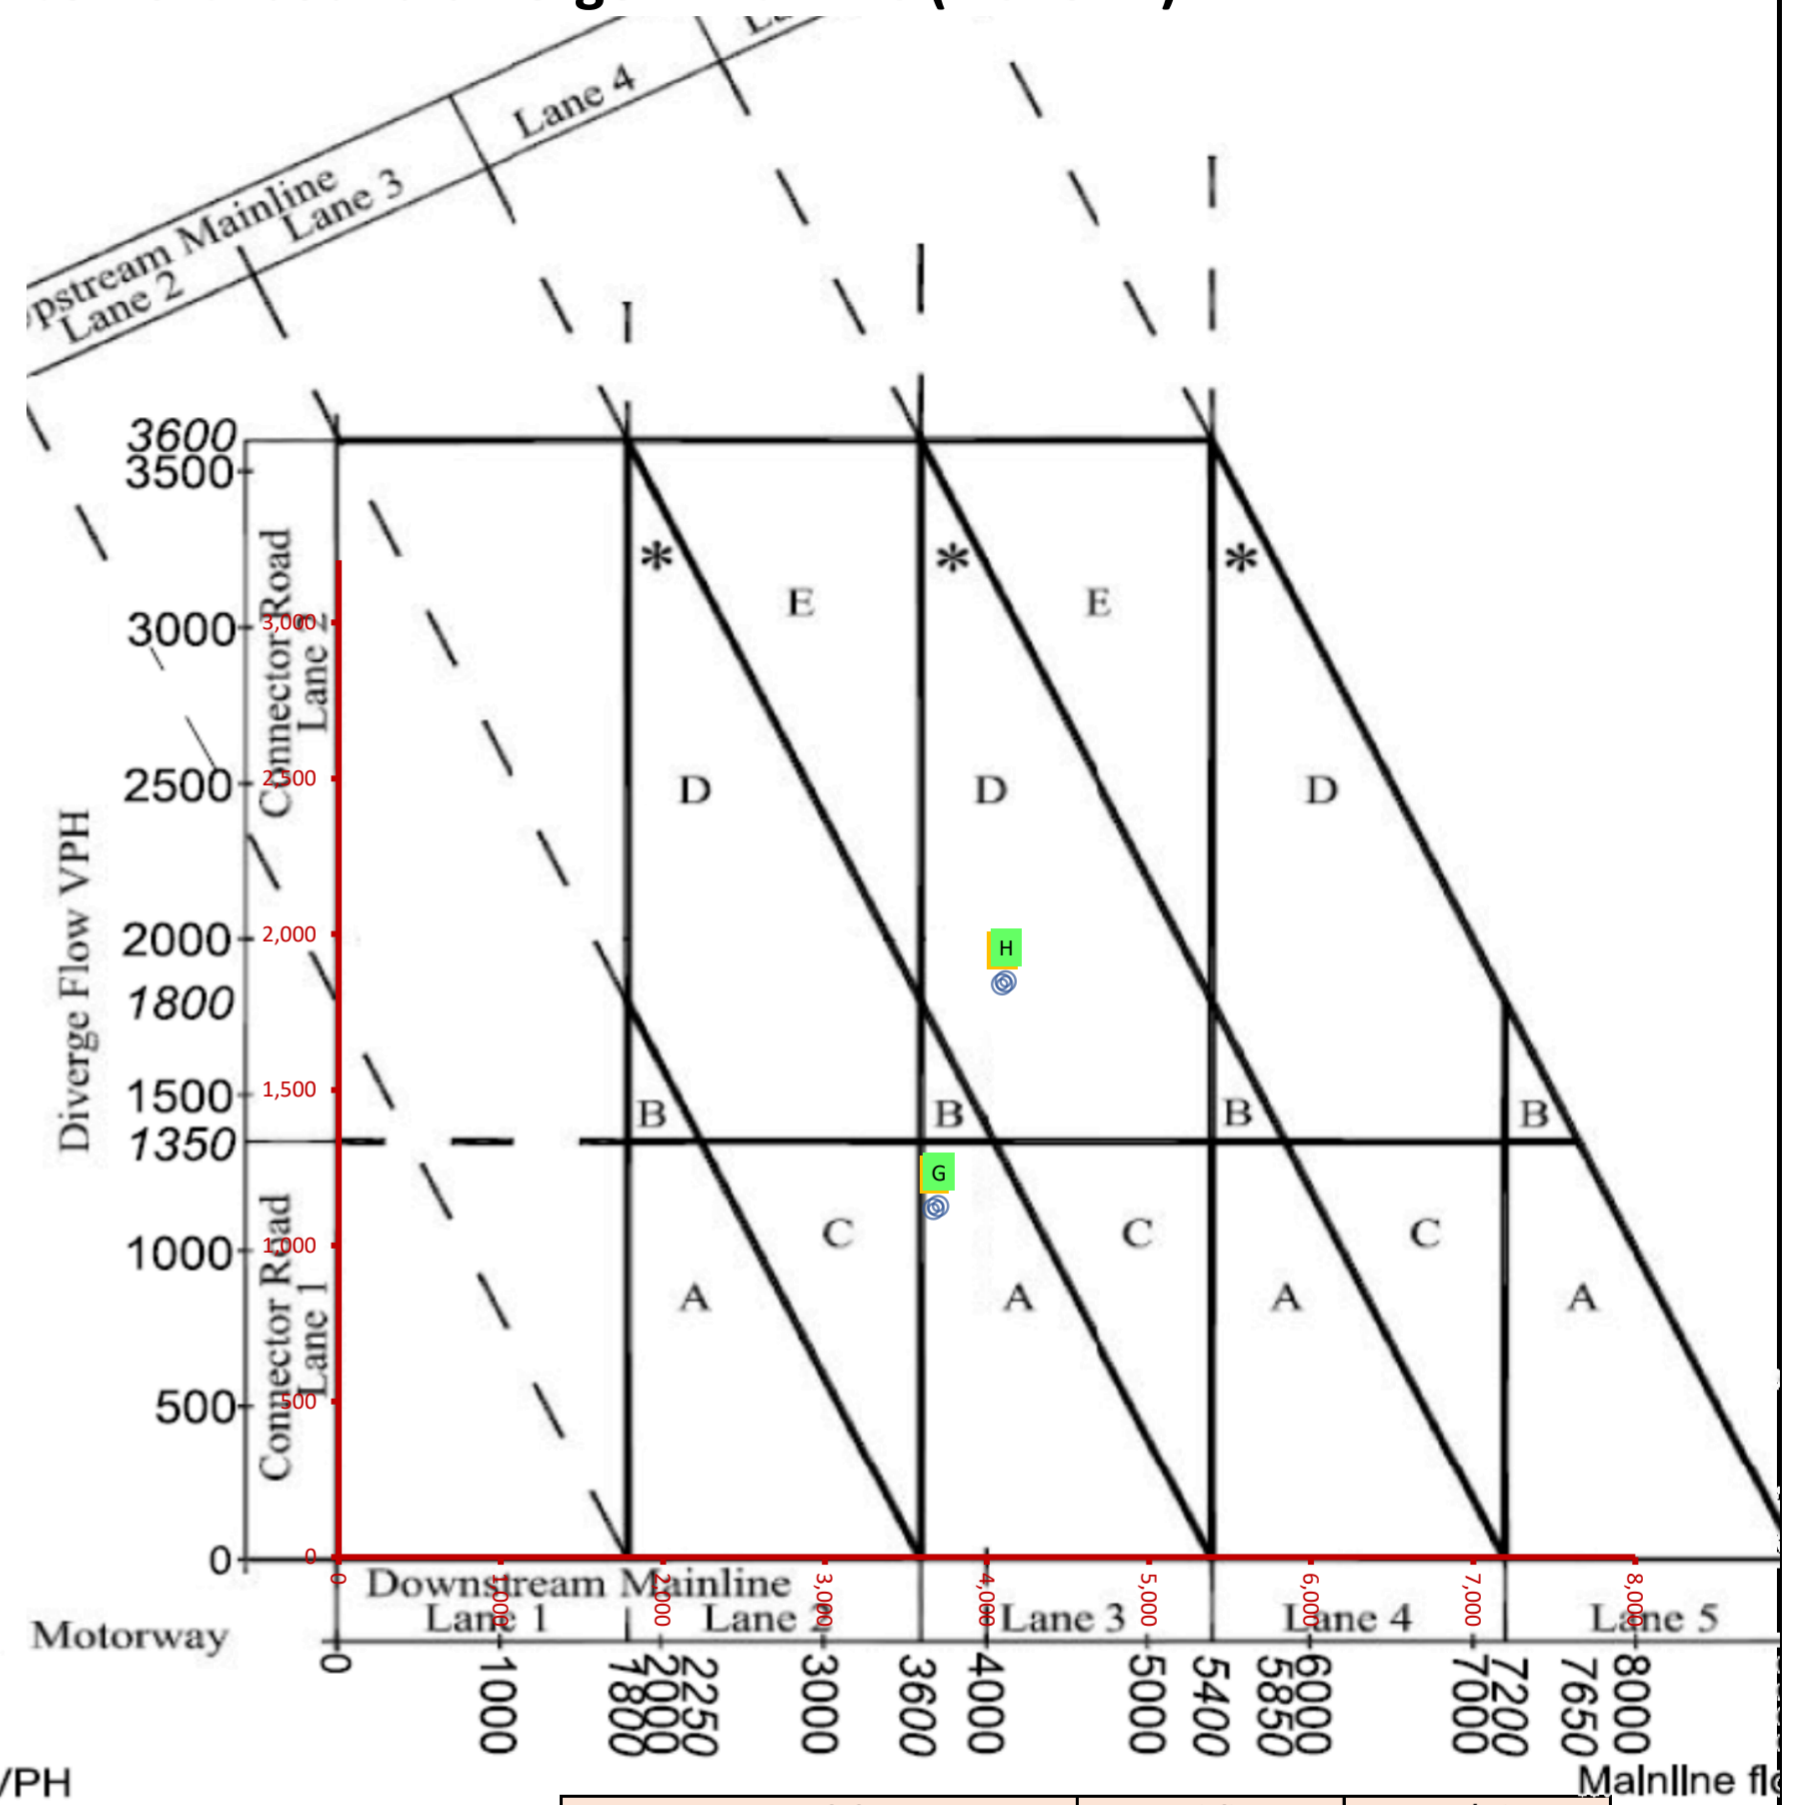 Lane 4
pstream Mainline
Lane 3
Lane 2
3600
3500
3000
2500
2000
1800
1500
1350
1000
500
0
Diverge Flow VPH
Connector Road
Lane 2
Connector Road
Lane 1
3,000
2,500
2,000
1,500
1,000
500
0
* * *
E E
D D D
H
B B B B
G
C C C
A A A A
0
1,000
2,000
3,000
4,000
5,000
6,000
7,000
8,000
Downstream Mainline
Lane 1 Lane 2 Lane 3 Lane 4 Lane 5
Motorway
0
1000
1800
2000
2250
3000
3600
4000
5000
5400
5850
6000
7000
7200
7650
8000
VPH
Mainline flo